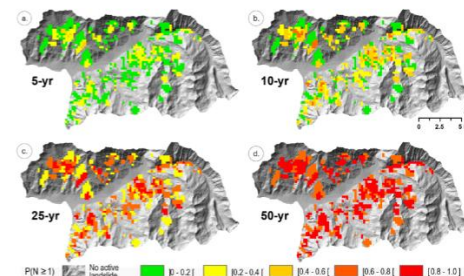 a.
b.
5-yr
10-yr
0 2.5 5
c.
d.
25-yr
50-yr
P(N ≥ 1)
No active
landslide
]0 - 0.2 [
[0.2 - 0.4 [
[0.4 - 0.6 [
[0.6 - 0.8 [
[0.8 - 1.0 [